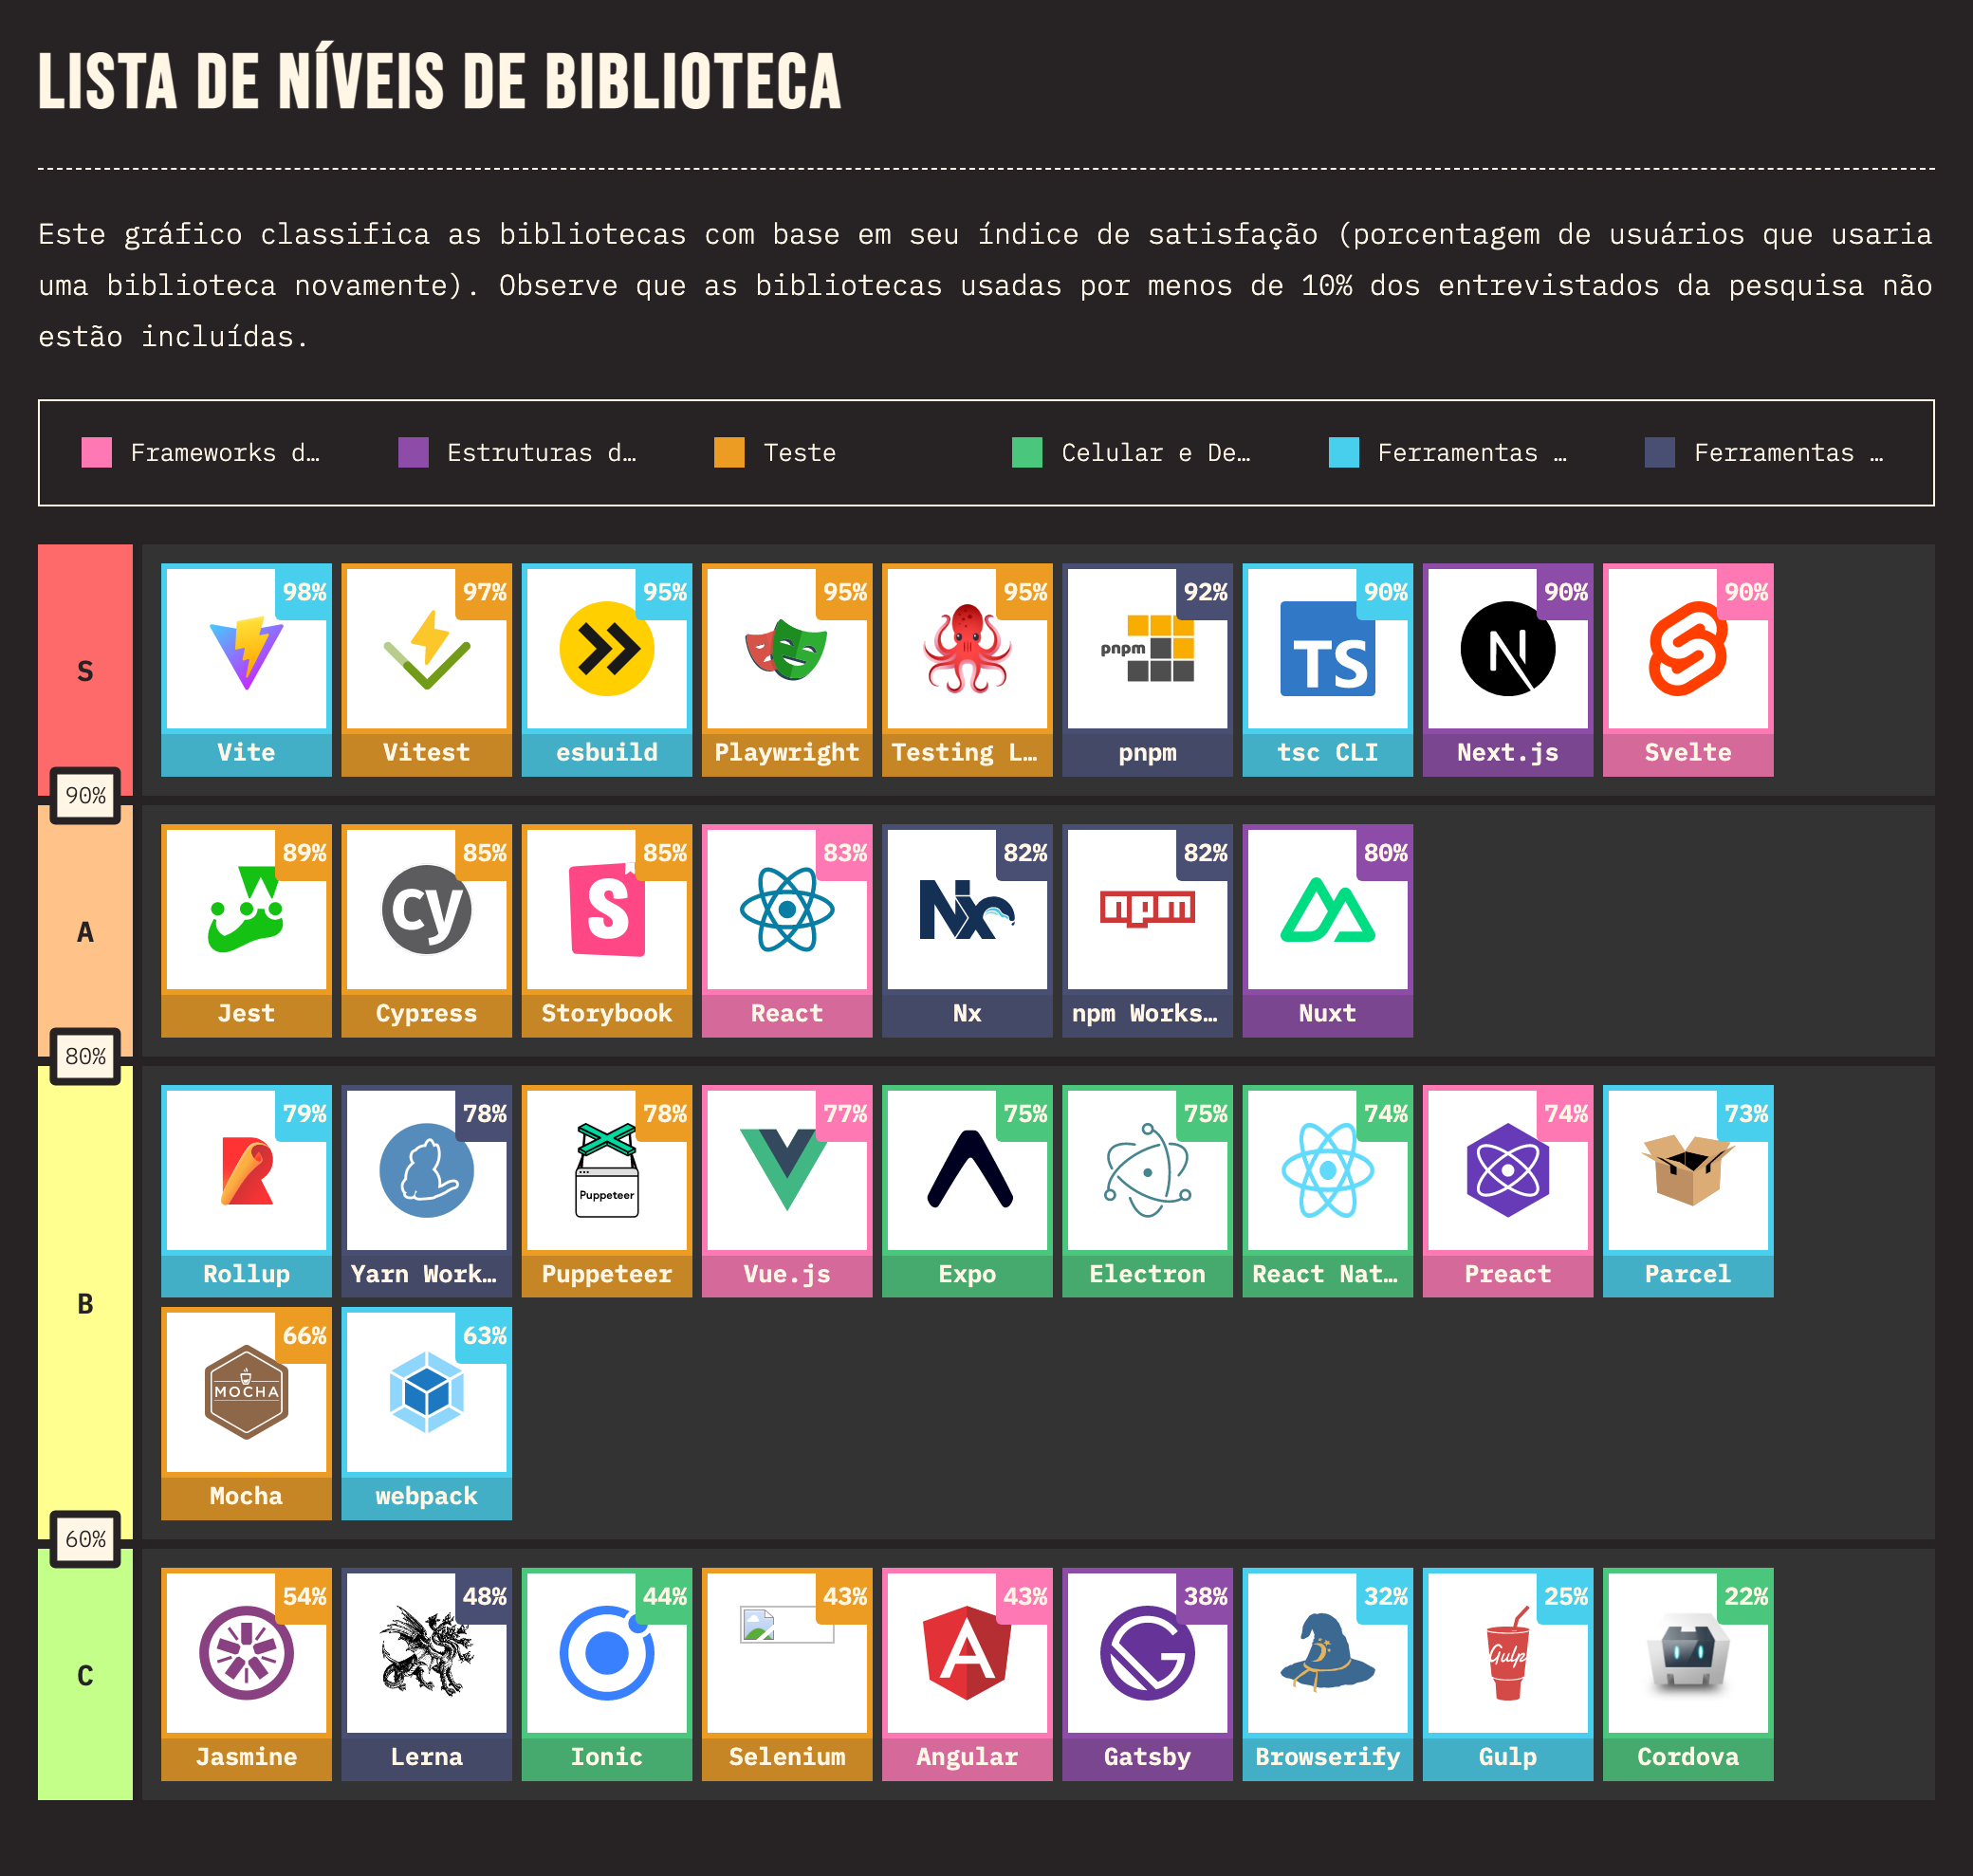 LISTA DE NÍVEIS DE BIBLIOTECA
Este gráfico classifica as bibliotecas com base em seu índice de satisfação (porcentagem de usuários que usaria
uma biblioteca novamente). Observe que as bibliotecas usadas por menos de 10% dos entrevistados da pesquisa não
estão incluídas.
Frameworks d… Estruturas d… Teste Celular e De… Ferramentas … Ferramentas …
S
98% 97% 95% 95% 95% 92% 90% 90% 90%
pnpm TS N
Vite Vitest esbuild Playwright Testing L… pnpm tsc CLI Next.js Svelte
90%
A
89% 85% 85% 83% 82% 82% 80%
cy S Nx npm
Jest Cypress Storybook React Nx npm Works… Nuxt
80%
B
79% 78% 78% 77% 75% 75% 74% 74% 73%
R Puppeteer
Rollup Yarn Work… Puppeteer Vue.js Expo Electron React Nat… Preact Parcel
66% 63%
MOCHA
Mocha webpack
60%
C
54% 48% 44% 43% 43% 38% 32% 25% 22%
A G Gulp
Jasmine Lerna Ionic Selenium Angular Gatsby Browserify Gulp Cordova